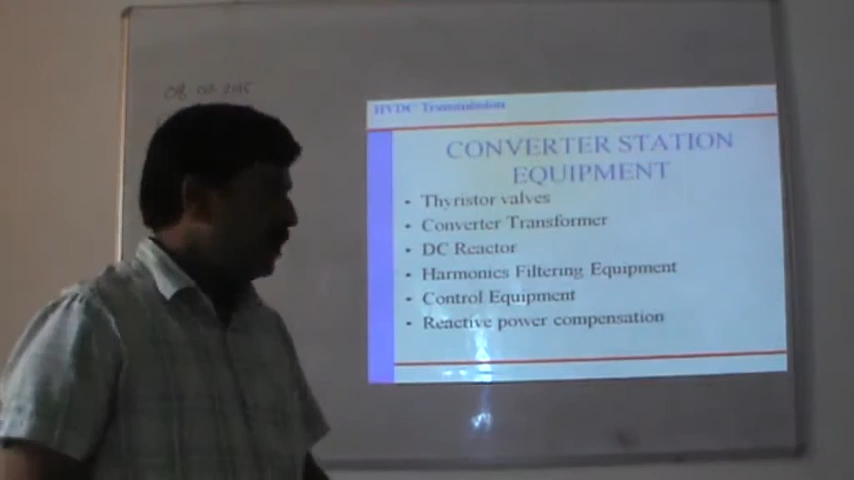 HVDC Transmission
CONVERTER STATION
EQUIPMENT
• Thyristor valves
• Converter Transformer
• DC Reactor
• Harmonics Filtering Equipment
• Control Equipment
• Reactive power compensation